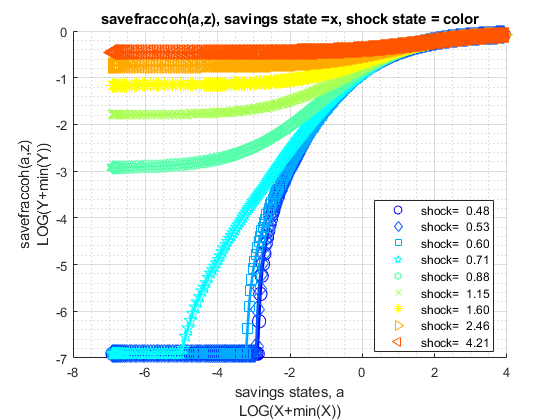 savefraccoh(a,z), savings state =x, shock state = color
savefraccoh(a,z)
LOG(Y+min(Y))
0
-1
-2
-3
-4
-5
-6
-7
shock= 0.48
shock= 0.53
shock= 0.60
shock= 0.71
shock= 0.88
shock= 1.15
shock= 1.60
shock= 2.46
shock= 4.21
-8
-6
-4
-2
0
2
4
savings states, a
LOG(X+min(X))